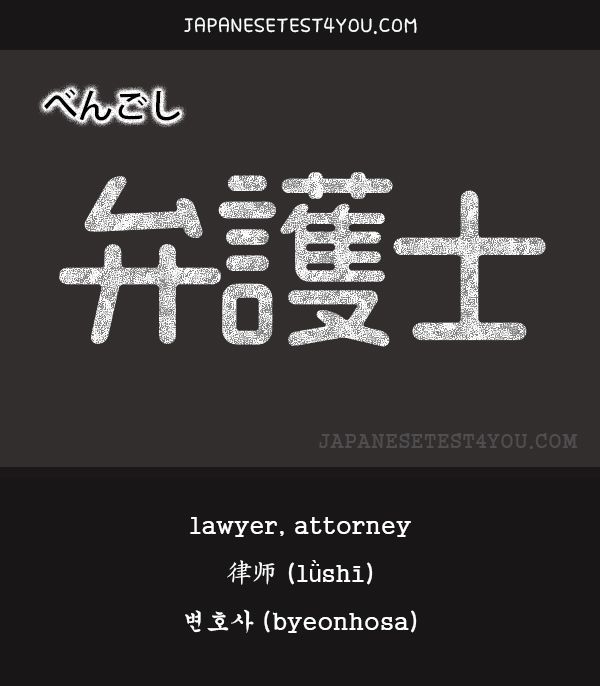 JAPANESETEST4YOU.COM
べんごし
弁護士
JAPANESETEST4YOU.COM
lawyer, attorney
律师 (lǜshī)
변호사 (byeonhosa)